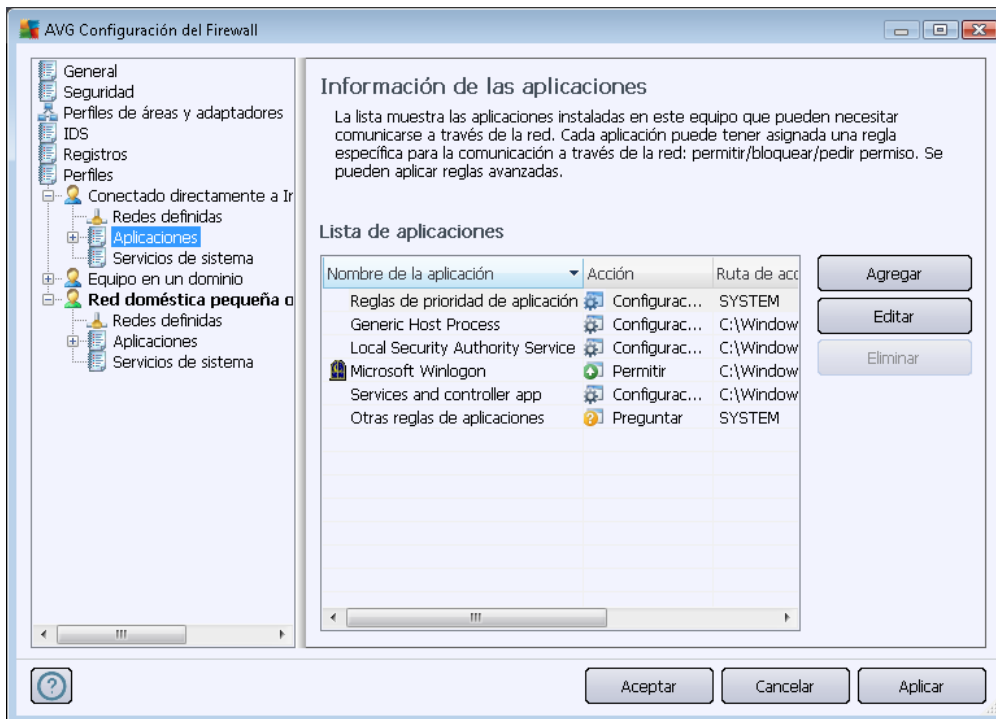 AVG Configuración del Firewall
General
Seguridad
Perfiles de áreas y adaptadores
IDS
Registros
Perfiles
Conectado directamente a Ir
Redes definidas
Aplicaciones
Servicios de sistema
Equipo en un dominio
Red doméstica pequeña o
Redes definidas
Aplicaciones
Servicios de sistema
Información de las aplicaciones
La lista muestra las aplicaciones instaladas en este equipo que pueden necesitar
comunicarse a través de la red. Cada aplicación puede tener asignada una regla
específica para la comunicación a través de la red: permitir/bloquear/pedir permiso. Se
pueden aplicar reglas avanzadas.
Lista de aplicaciones
Nombre de la aplicación Acción Ruta de acc
Reglas de prioridad de aplicación Configurac... SYSTEM
Generic Host Process Configurac... C:\Window
Local Security Authority Service Configurac... C:\Window
Microsoft Winlogon Permitir C:\Window
Services and controller app Configurac... C:\Window
Otras reglas de aplicaciones Preguntar SYSTEM
Agregar
Editar
Eliminar
Aceptar Cancelar Aplicar